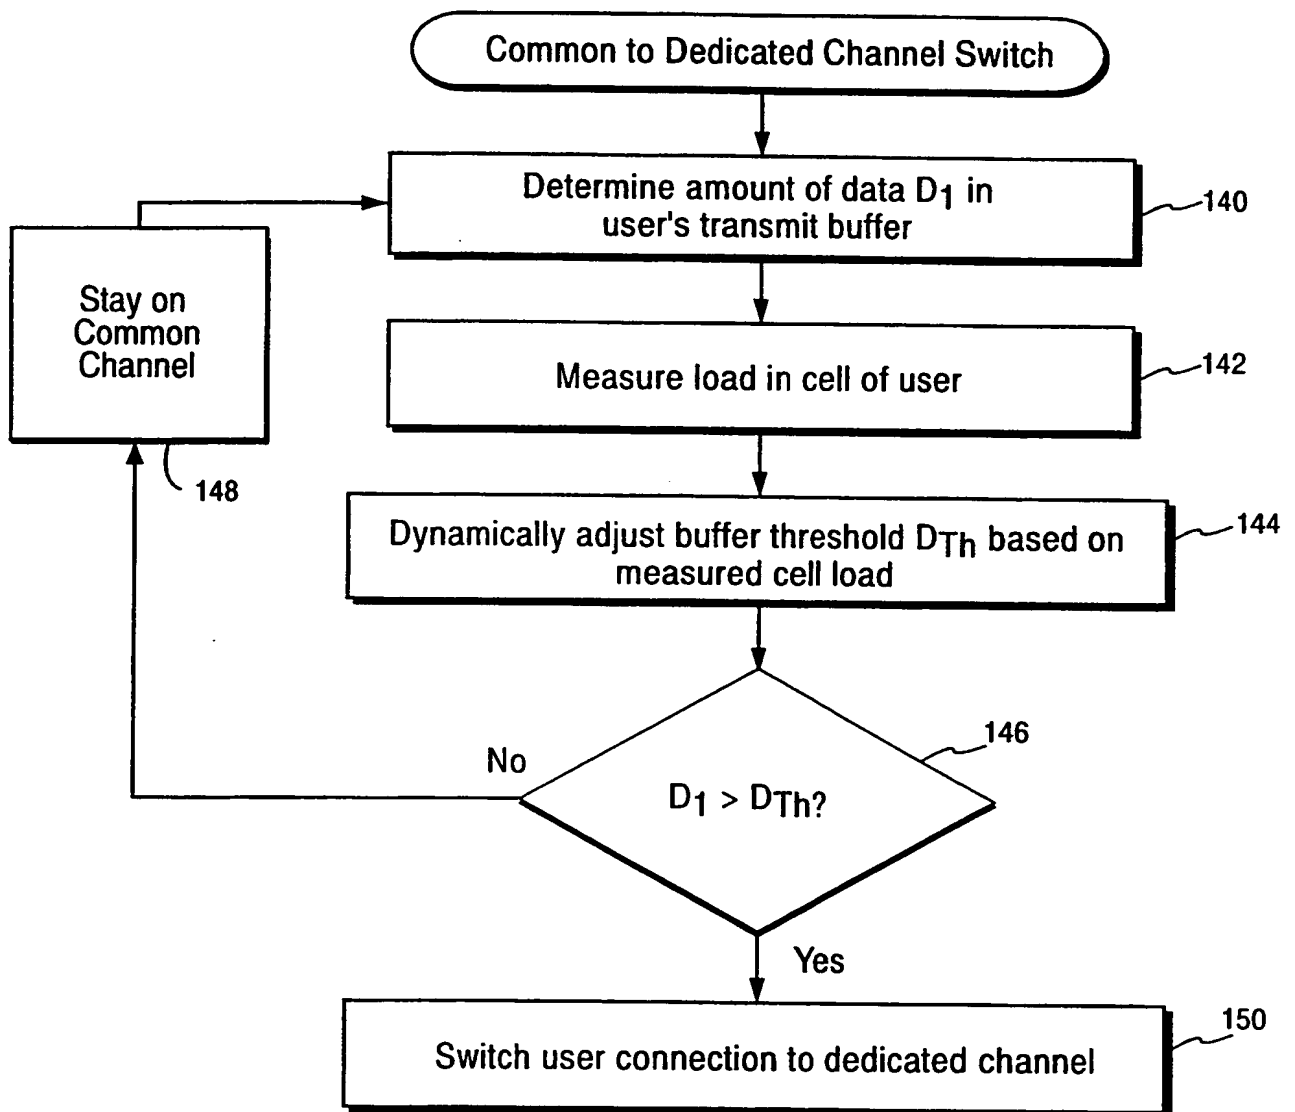 Common to Dedicated Channel Switch
Determine amount of data D1 in
user's transmit buffer
140
Stay on
Common
Channel
148
Measure load in cell of user
142
Dynamically adjust buffer threshold DTh based on
measured cell load
144
No
D1 > DTh?
146
Yes
Switch user connection to dedicated channel
150